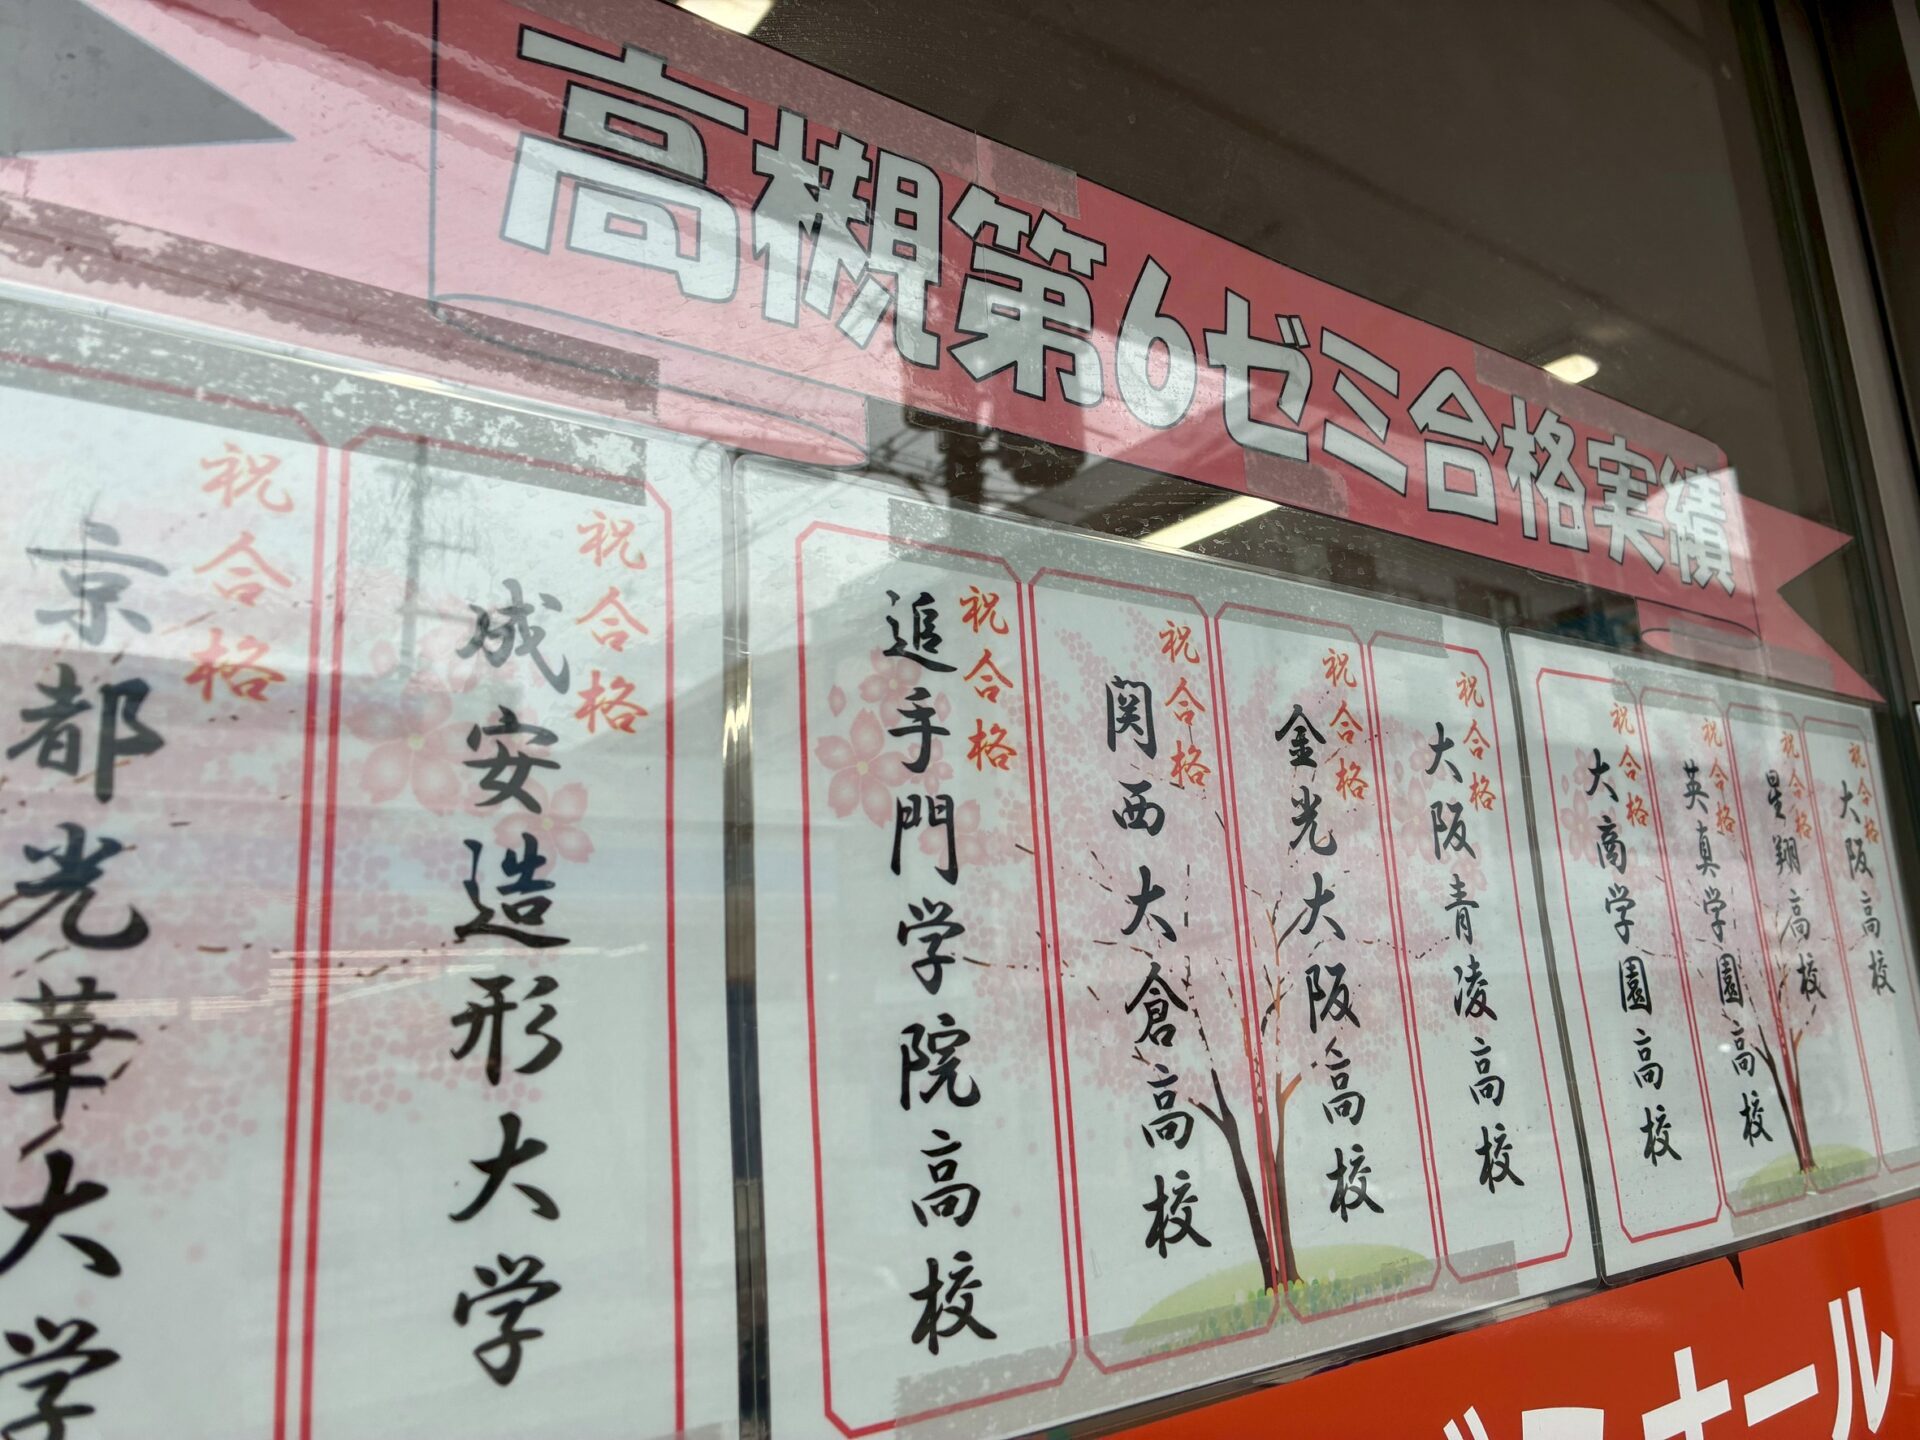 高槻第6ゼミ合格実績
祝合格
京都光華大学
祝合格
成安造形大学
祝合格
追手門学院高校
祝合格
関西大倉高校
祝合格
金光大阪高校
祝合格
大阪青凌高校
祝合格
大商学園高校
祝合格
英真学園高校
祝合格
星翔高校
祝合格
大阪高校